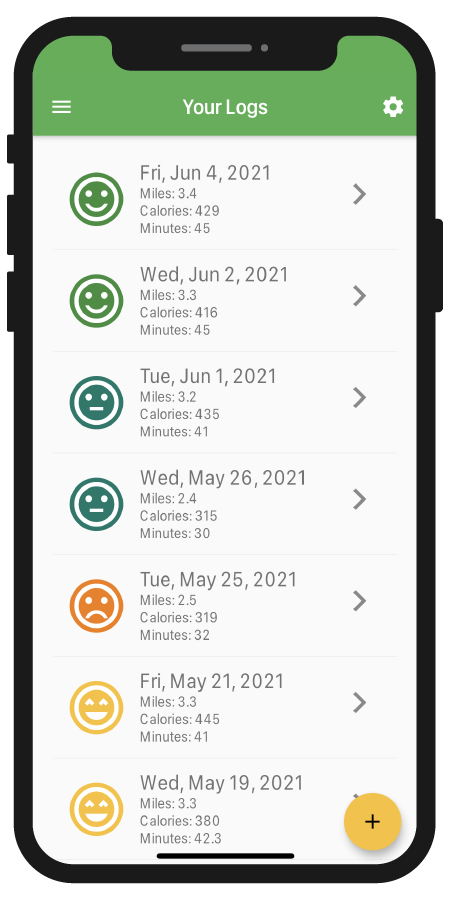 Your Logs
Fri, Jun 4, 2021
Miles: 3.4
Calories: 429
Minutes: 45
Wed, Jun 2, 2021
Miles: 3.3
Calories: 416
Minutes: 45
Tue, Jun 1, 2021
Miles: 3.2
Calories: 435
Minutes: 41
Wed, May 26, 2021
Miles: 2.4
Calories: 315
Minutes: 30
Tue, May 25, 2021
Miles: 2.5
Calories: 319
Minutes: 32
Fri, May 21, 2021
Miles: 3.3
Calories: 445
Minutes: 41
Wed, May 19, 2021
Miles: 3.3
Calories: 380
Minutes: 42.3